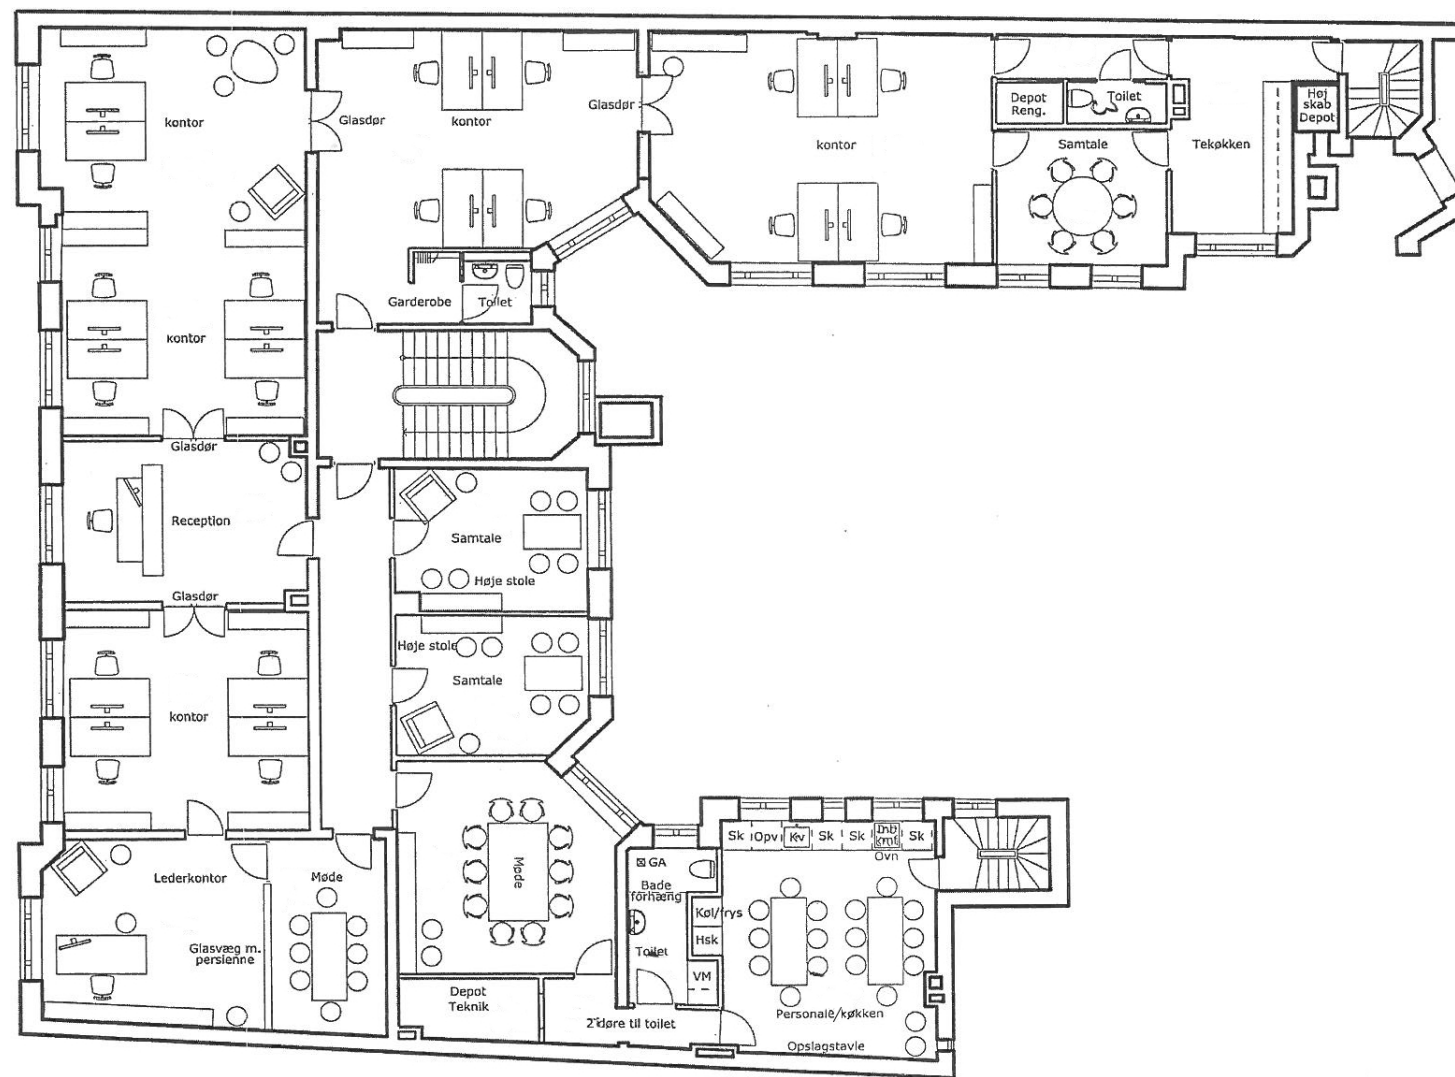 kontor
Glasdør
kontor
Glasdør
kontor
Depot
Reng.
Toilet
Samtale
Tekøkken
Høj
skab
Depot
Garderobe
Toilet
kontor
Glasdør
Reception
Glasdør
Samtale
Høje stole
Høje stole
Samtale
kontor
Lederkontor
Møde
Glasvæg m.
persienne
Møde
Depot
Teknik
2 døre til toilet
GA
Bade
forhæng
Toilet
Køl/frys
Hsk
VM
Sk
Opv
Kv
Sk
Sk
Sk
Ovn
Personale/køkken
Opslagstavle